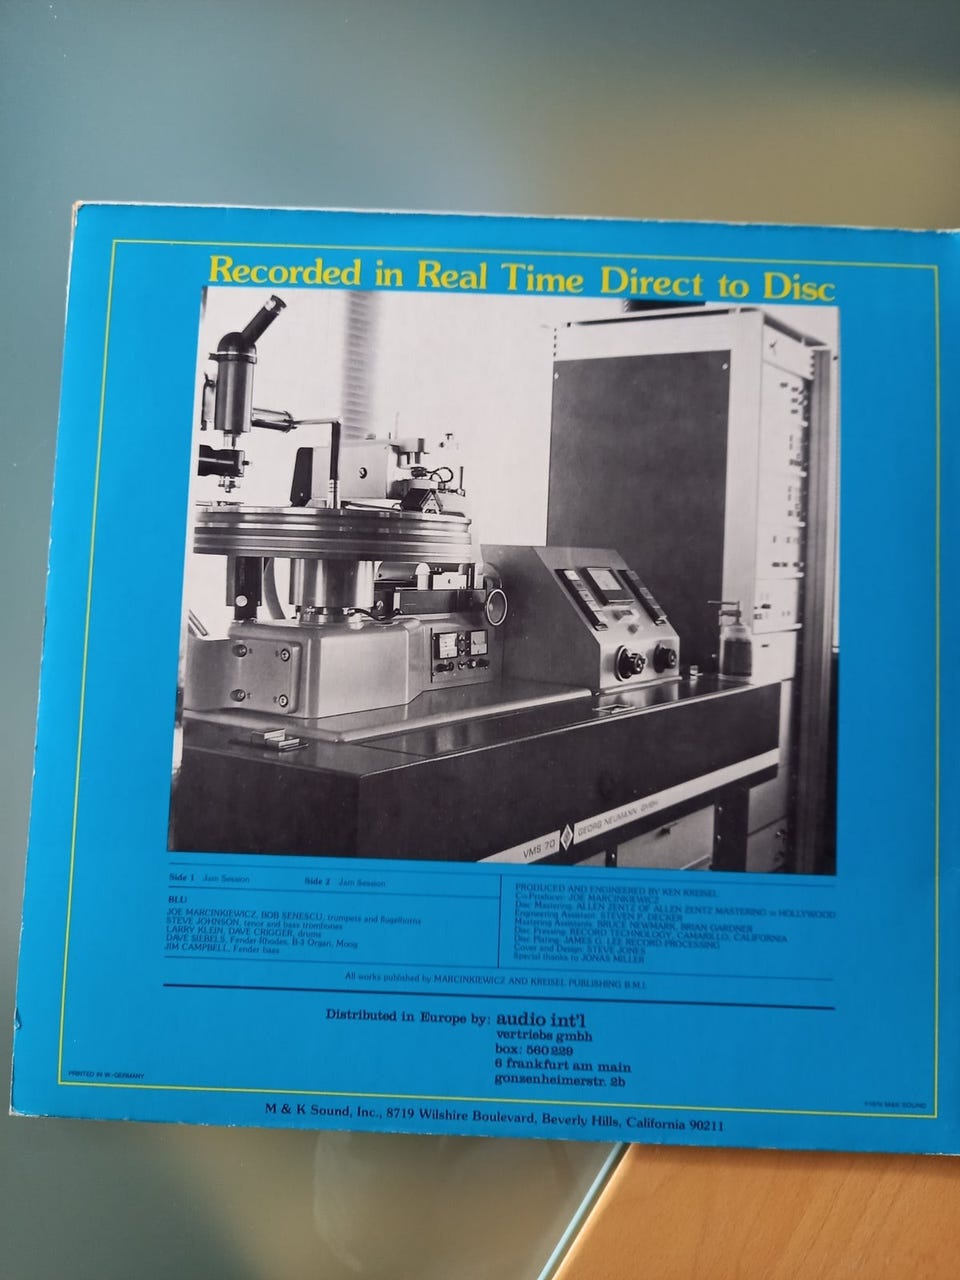 Recorded in Real Time Direct to Disc
VMS 70 GEORG NEUMANN GMBH
Side 1 Jam Session
Side 2 Jam Session
BLU
JOE MARCINKIEWICZ, BOB SENESCU, trumpets and flugelhorns
STEVE JOHNSON, tenor and bass trombones
LARRY KLEIN, DAVE CRIGGER, drums
DAVE SIEBELS, Fender Rhodes, B-3 Organ, Moog
JIM CAMPBELL, Fender bass
PRODUCED AND ENGINEERED BY KEN KREISEL
Co-Producer: JOE MARCINKIEWICZ
Disc Mastering: ALLEN ZENTZ OF ALLEN ZENTZ MASTERING in HOLLYWOOD
Engineering Assistant: STEVEN P. DECKER
Mastering Assistants: BRUCE NEWMARK, BRIAN GARDNER
Disc Pressing: RECORD TECHNOLOGY, CAMARILLO, CALIFORNIA
Disc Plating: JAMES G. LEE RECORD PROCESSING
Cover and Design: STEVE JONES
Special thanks to JONAS MILLER
All works published by MARCINKIEWICZ AND KREISEL PUBLISHING B.M.I.
Distributed in Europe by: audio int'l
vertriebs gmbh
box: 560229
6 frankfurt am main
gonzenheimerstr. 2b
PRINTED IN W.-GERMANY
M&K SOUND
M & K Sound, Inc., 8719 Wilshire Boulevard, Beverly Hills, California 90211